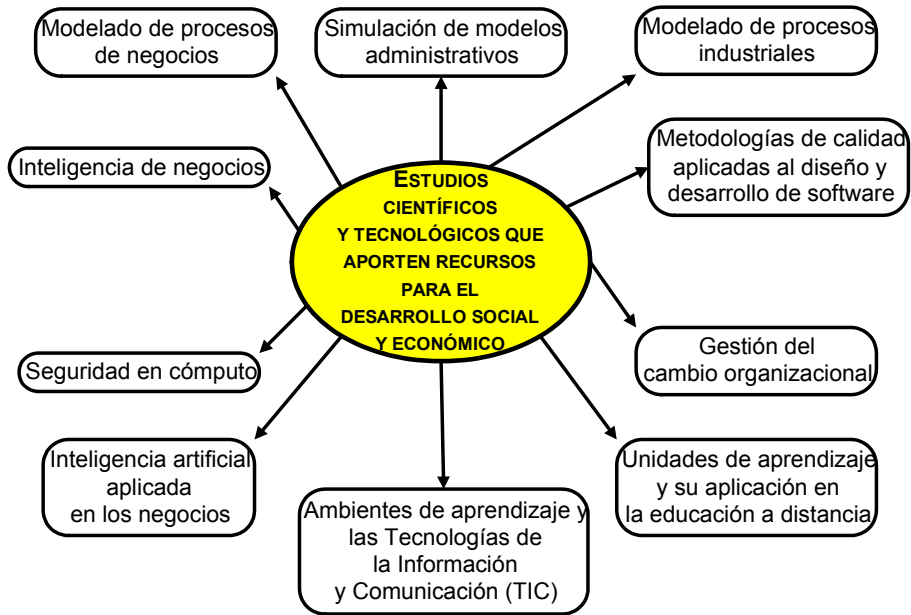 Modelado de procesos
de negocios
Simulación de modelos
administrativos
Modelado de procesos
industriales
Inteligencia de negocios
Metodologías de calidad
aplicadas al diseño y
desarrollo de software
ESTUDIOS
CIENTÍFICOS
Y TECNOLÓGICOS QUE
APORTEN RECURSOS
PARA EL
DESARROLLO SOCIAL
Y ECONÓMICO
Seguridad en cómputo
Gestión del
cambio organizacional
Inteligencia artificial
aplicada
en los negocios
Ambientes de aprendizaje y
las Tecnologías de
la Información
y Comunicación (TIC)
Unidades de aprendizaje
y su aplicación en
la educación a distancia